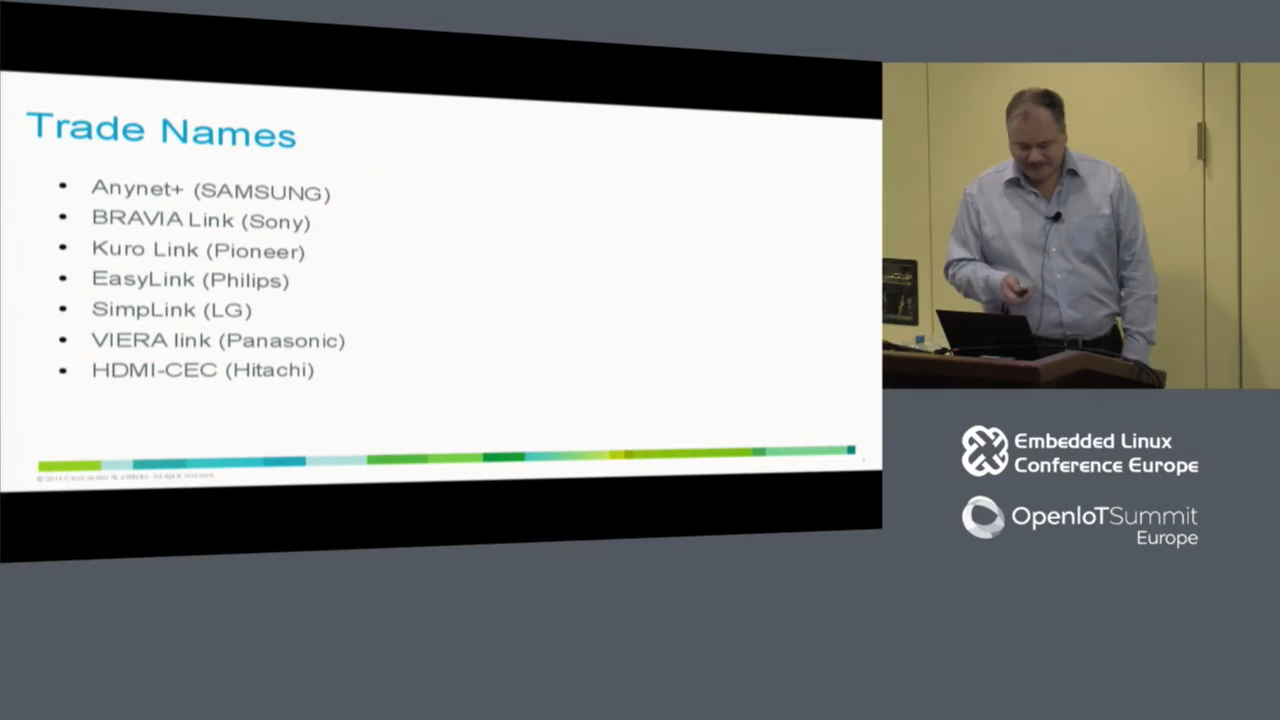 Trade Names
• Anynet+ (SAMSUNG)
• BRAVIA Link (Sony)
• Kuro Link (Pioneer)
• EasyLink (Philips)
• SimpLink (LG)
• VIERA link (Panasonic)
• HDMI-CEC (Hitachi)
Embedded Linux
Conference Europe
OpenIoTSummit
Europe